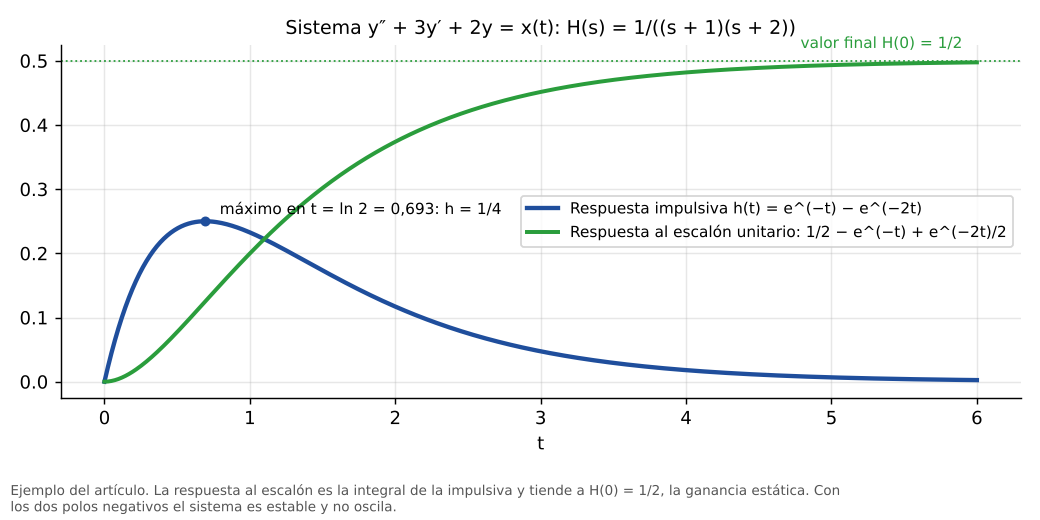 Sistema y″ + 3y′ + 2y = x(t): H(s) = 1/((s + 1)(s + 2))
valor final H(0) = 1/2
0.5
0.4
0.3
0.2
0.1
0.0
máximo en t = ln 2 = 0,693: h = 1/4
Respuesta impulsiva h(t) = e^(−t) − e^(−2t)
Respuesta al escalón unitario: 1/2 − e^(−t) + e^(−2t)/2
0 1 2 3 4 5 6
t
Ejemplo del artículo. La respuesta al escalón es la integral de la impulsiva y tiende a H(0) = 1/2, la ganancia estática. Con
los dos polos negativos el sistema es estable y no oscila.